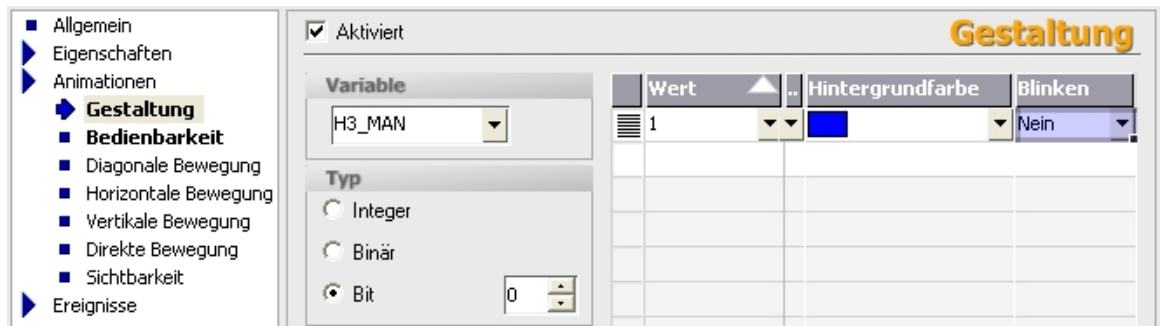 Allgemein
Eigenschaften
Animationen
Gestaltung
Bedienbarkeit
Diagonale Bewegung
Horizontale Bewegung
Vertikale Bewegung
Direkte Bewegung
Sichtbarkeit
Ereignisse
Aktiviert
Gestaltung
Variable
H3_MAN
Typ
Integer
Binär
Bit 0
Wert .. Hintergrundfarbe Blinken
1 Nein